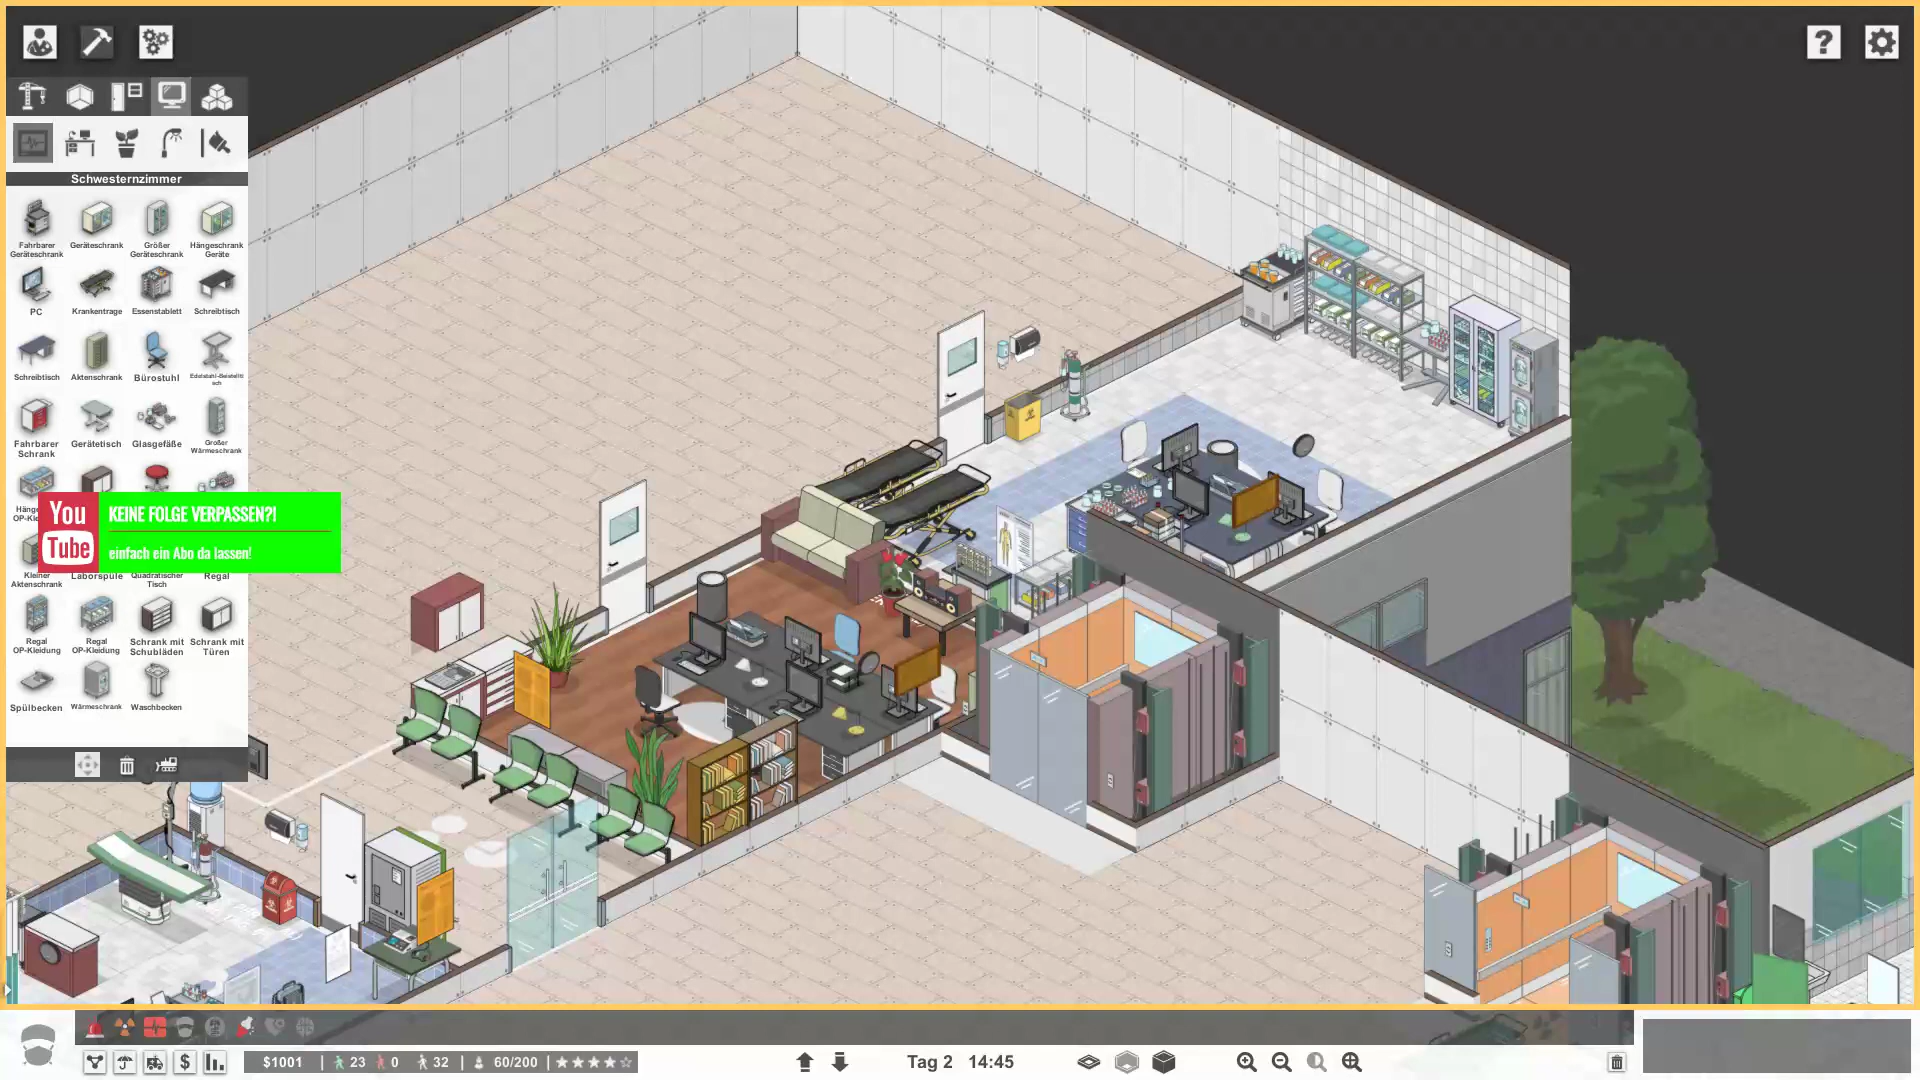 Schwesternzimmer
Fahrbarer Geräteschrank
Geräteschrank
Größer Geräteschrank
Hängeschrank Geräte
PC
Krankentrage
Essenstablett
Schreibtisch
Schreibtisch
Aktenschrank
Bürostuhl
Edelstahl-Beistelltisch
Fahrbarer Schrank
Gerätetisch
Glasgefäße
Großer Wärmeschrank
You Tube
KEINE FOLGE VERPASSEN?!
einfach ein Abo da lassen!
Kleiner Aktenschrank
Laborspüle
Quadratischer Tisch
Regal
Regal OP-Kleidung
Regal OP-Kleidung
Schrank mit Schubläden
Schrank mit Türen
Spülbecken
Wärmeschrank
Waschbecken
$1001
23
0
32
60/200
Tag 2 14:45